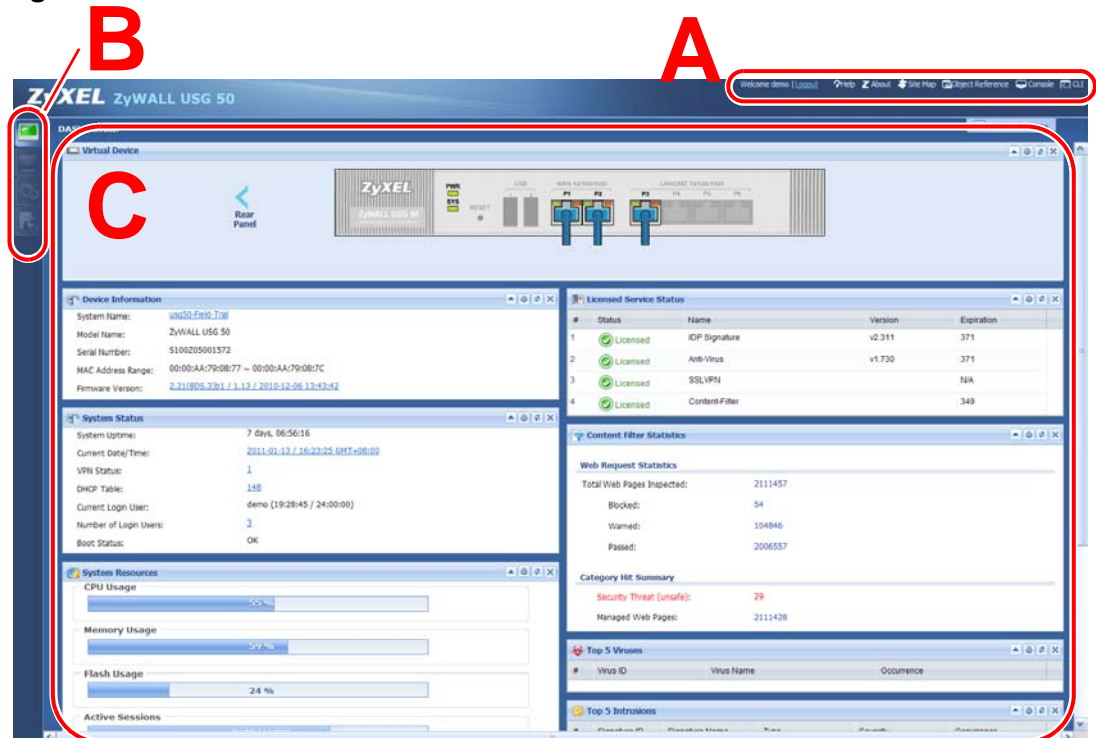 B
A
ZyXEL ZyWALL USG 50
Welcome demo | Logout ?Help Z About Site Map Object Reference Console CLI
Virtual Device
C
Rear
Panel
ZyXEL
ZyWALL USG 50
PWR
SYS
RESET
USB
WAN 10/100/1000
P1 P2
P3 P4 P5 P6
Device Information
System Name: usg50-Field-Trial
Model Name: ZyWALL USG 50
Serial Number: S100Z05001572
MAC Address Range: 00:00:AA:79:08:77 ~ 00:00:AA:79:08:7C
Firmware Version: 2.21(BDS.3)b1 / 1.13 / 2010-12-06 13:43:42
System Status
System Uptime: 7 days, 06:56:16
Current Date/Time: 2011-01-13 / 16:23:25 GMT+08:00
VPN Status: 1
DHCP Table: 148
Current Login User: demo (19:28:45 / 24:00:00)
Number of Login Users: 3
Boot Status: OK
System Resources
CPU Usage
55 %
Memory Usage
59 %
Flash Usage
24 %
Active Sessions
Licensed Service Status
# Status Name Version Expiration
1 Licensed IDP Signature v2.311 371
2 Licensed Anti-Virus v1.730 371
3 Licensed SSLVPN N/A
4 Licensed Content-Filter 349
Content Filter Statistics
Web Request Statistics
Total Web Pages Inspected: 2111457
Blocked: 54
Warned: 104846
Passed: 2006557
Category Hit Summary
Security Threat (unsafe): 29
Managed Web Pages: 2111428
Top 5 Viruses
# Virus ID Virus Name Occurrence
Top 5 Intrusions